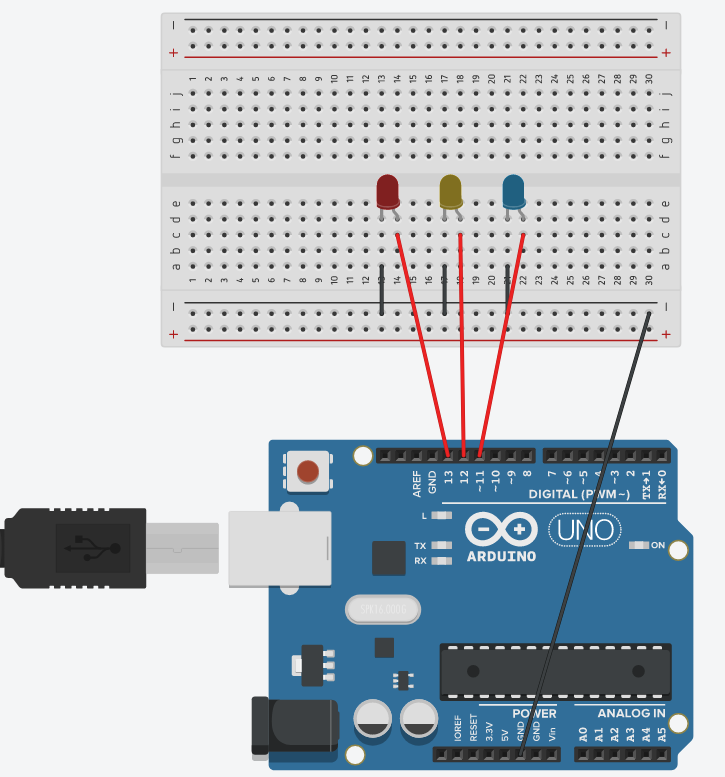 − −
+ +
1 2 3 4 5 6 7 8 9 10 11 12 13 14 15 16 17 18 19 20 21 22 23 24 25 26 27 28 29 30
j j
i i
h h
g g
f f
e e
d d
c c
b b
a a
1 2 3 4 5 6 7 8 9 10 11 12 13 14 15 16 17 18 19 20 21 22 23 24 25 26 27 28 29 30
− −
+ +
AREF GND 13 12 ~11 ~10 ~9 8 7 ~6 ~5 4 ~3 2 TX→1 RX←0
DIGITAL (PWM~)
L
UNO
TX ON
RX ARDUINO
POWER ANALOG IN
IOREF RESET 3.3V 5V GND GND Vin A0 A1 A2 A3 A4 A5